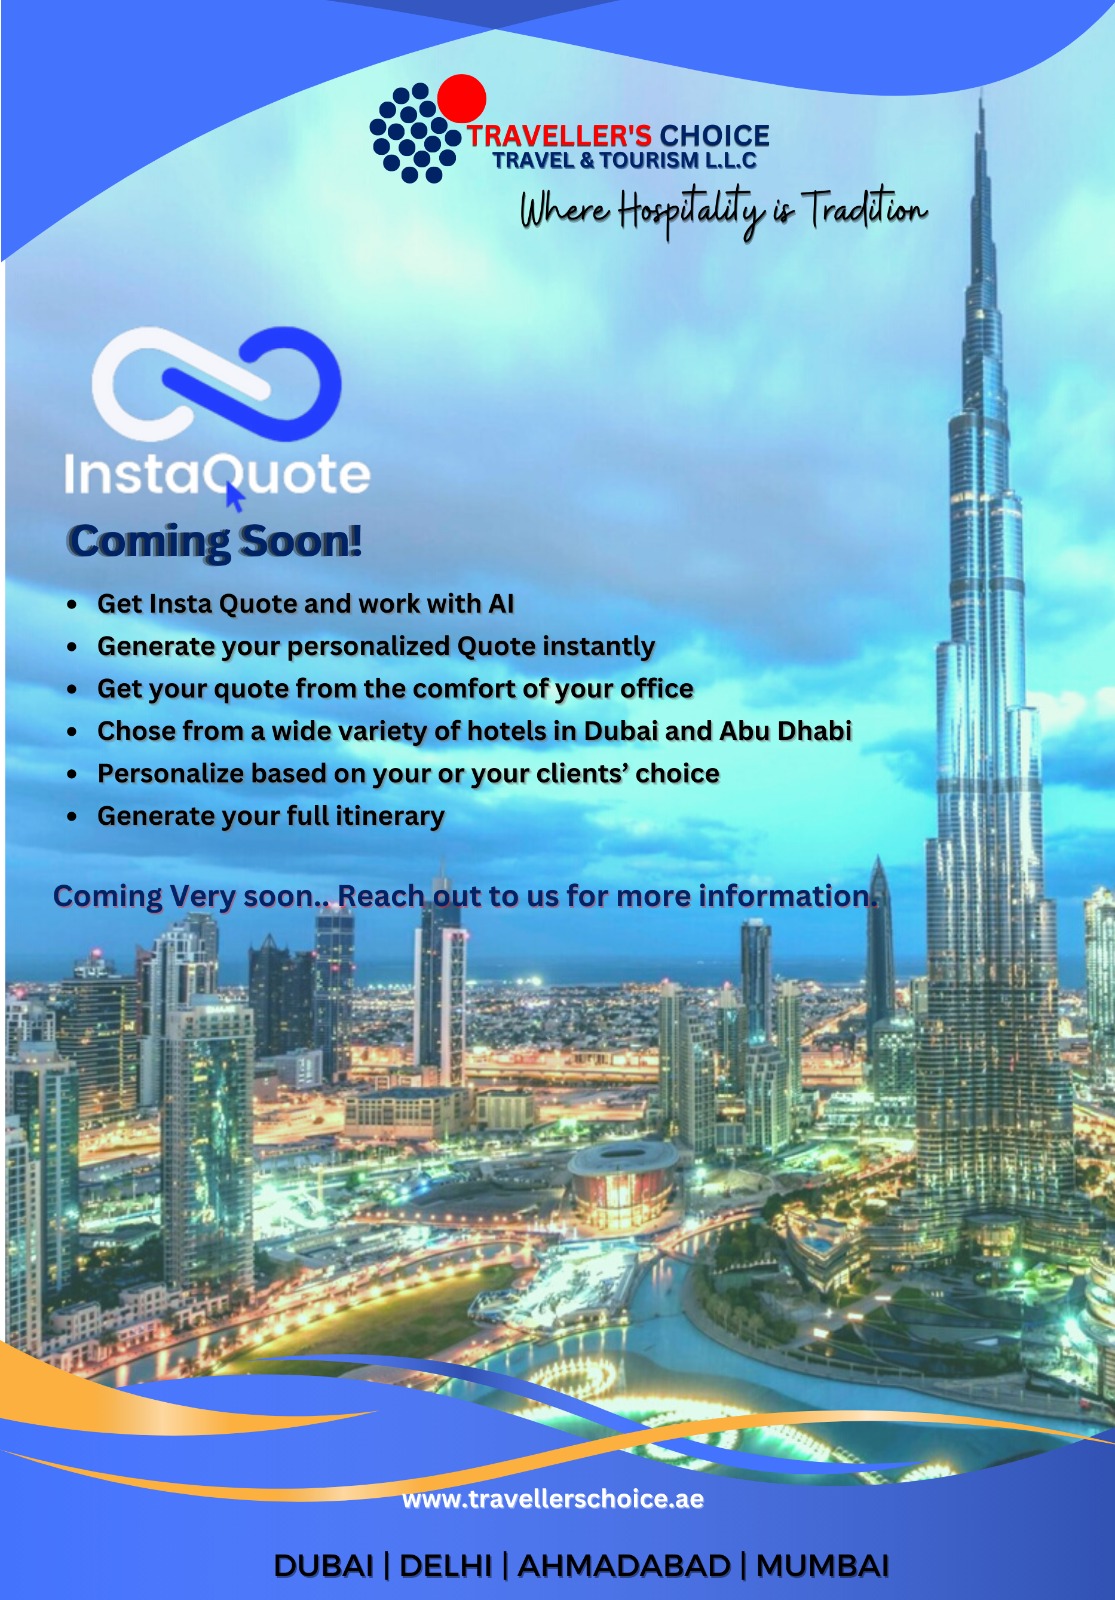 TRAVELLER'S CHOICE
TRAVEL & TOURISM L.L.C
Where Hospitality is Tradition
InstaQuote
Coming Soon!
• Get Insta Quote and work with AI
• Generate your personalized Quote instantly
• Get your quote from the comfort of your office
• Chose from a wide variety of hotels in Dubai and Abu Dhabi
• Personalize based on your or your clients’ choice
• Generate your full itinerary
Coming Very soon.. Reach out to us for more information.
www.travellerschoice.ae
DUBAI | DELHI | AHMADABAD | MUMBAI